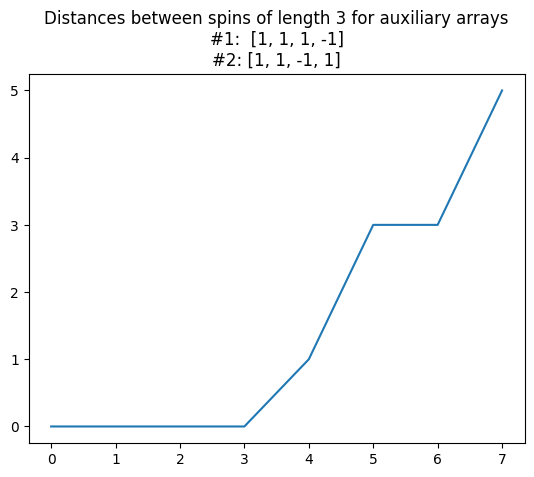 Distances between spins of length 3 for auxiliary arrays
#1:  [1, 1, 1, -1]
#2: [1, 1, -1, 1]
5
4
3
2
1
0
0 1 2 3 4 5 6 7